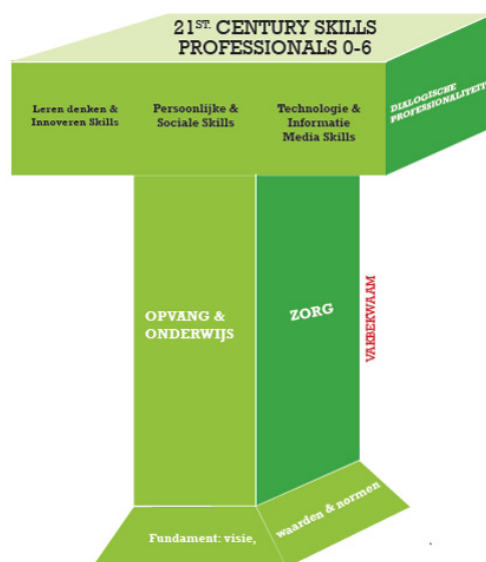 21ST. CENTURY SKILLS
PROFESSIONALS 0-6
Leren denken &
Innoveren Skills
Persoonlijke &
Sociale Skills
Technologie &
Informatie
Media Skills
DIALOGISCHE
PROFESSIONALITEIT
OPVANG &
ONDERWIJS
ZORG
VAKBEKWAAM
Fundament: visie,
waarden & normen